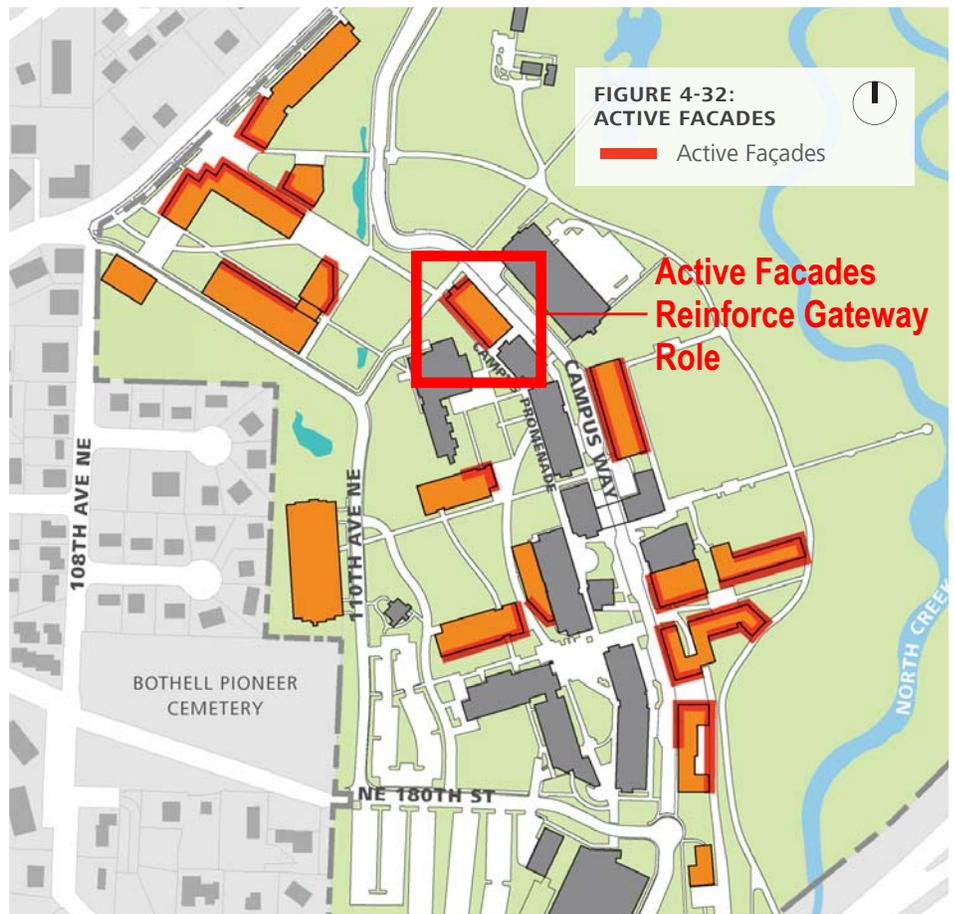 FIGURE 4-32:
ACTIVE FACADES
Active Façades
Active Facades
Reinforce Gateway
Role
CAMPUS PROMENADE
CAMPUS WAY
108TH AVE NE
110TH AVE NE
NORTH CREEK
BOTHELL PIONEER
CEMETERY
NE 180TH ST